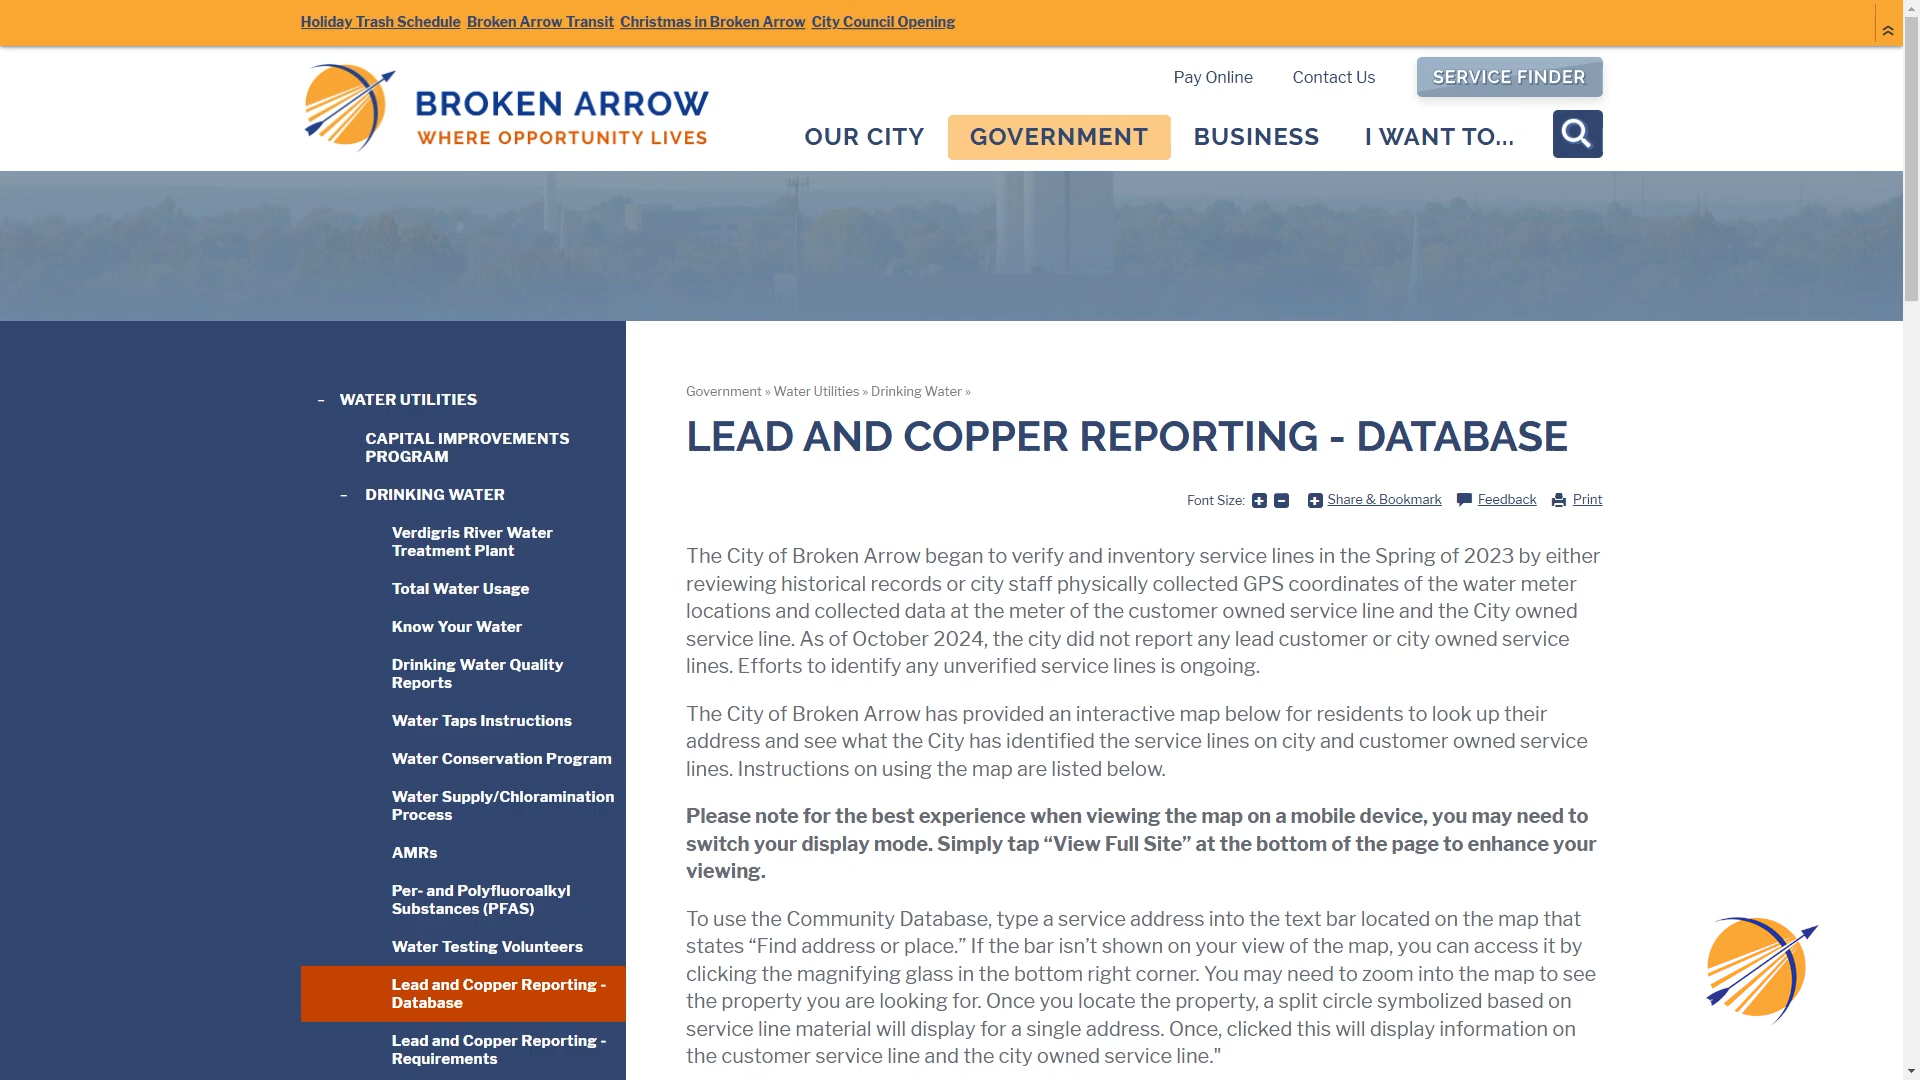 Holiday Trash Schedule Broken Arrow Transit Christmas in Broken Arrow City Council Opening
Pay Online Contact Us SERVICE FINDER
BROKEN ARROW
WHERE OPPORTUNITY LIVES
OUR CITY GOVERNMENT BUSINESS I WANT TO...
– WATER UTILITIES
CAPITAL IMPROVEMENTS
PROGRAM
– DRINKING WATER
Verdigris River Water
Treatment Plant
Total Water Usage
Know Your Water
Drinking Water Quality
Reports
Water Taps Instructions
Water Conservation Program
Water Supply/Chloramination
Process
AMRs
Per- and Polyfluoroalkyl
Substances (PFAS)
Water Testing Volunteers
Lead and Copper Reporting -
Database
Lead and Copper Reporting -
Requirements
Government » Water Utilities » Drinking Water »
LEAD AND COPPER REPORTING - DATABASE
Font Size: + - + Share & Bookmark Feedback Print
The City of Broken Arrow began to verify and inventory service lines in the Spring of 2023 by either
reviewing historical records or city staff physically collected GPS coordinates of the water meter
locations and collected data at the meter of the customer owned service line and the City owned
service line. As of October 2024, the city did not report any lead customer or city owned service
lines. Efforts to identify any unverified service lines is ongoing.
The City of Broken Arrow has provided an interactive map below for residents to look up their
address and see what the City has identified the service lines on city and customer owned service
lines. Instructions on using the map are listed below.
Please note for the best experience when viewing the map on a mobile device, you may need to
switch your display mode. Simply tap “View Full Site” at the bottom of the page to enhance your
viewing.
To use the Community Database, type a service address into the text bar located on the map that
states “Find address or place.” If the bar isn’t shown on your view of the map, you can access it by
clicking the magnifying glass in the bottom right corner. You may need to zoom into the map to see
the property you are looking for. Once you locate the property, a split circle symbolized based on
service line material will display for a single address. Once, clicked this will display information on
the customer service line and the city owned service line."